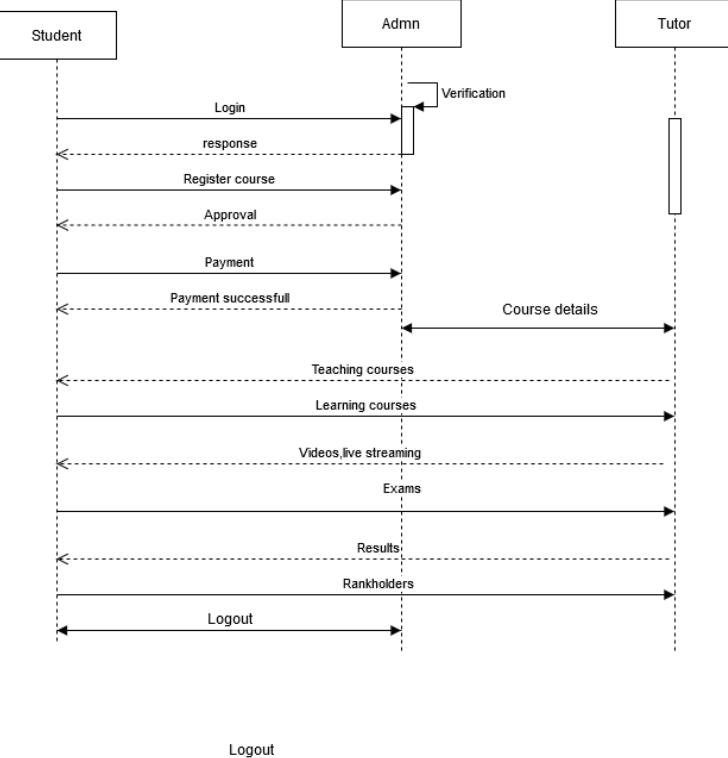 Student
Admn
Tutor
Verification
Login
response
Register course
Approval
Payment
Payment successfull
Course details
Teaching courses
Learning courses
Videos,live streaming
Exams
Results
Rankholders
Logout
Logout